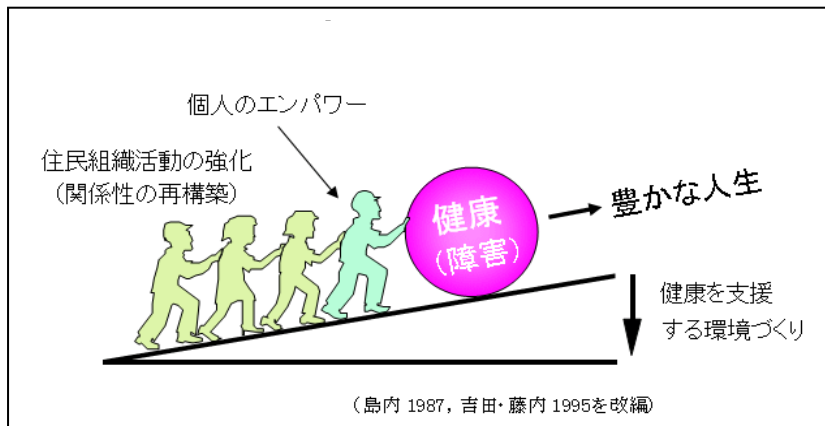 個人のエンパワー
住民組織活動の強化
（関係性の再構築）
健康
（障害）
豊かな人生
健康を支援
する環境づくり
（島内 1987, 吉田・藤内 1995を改編）